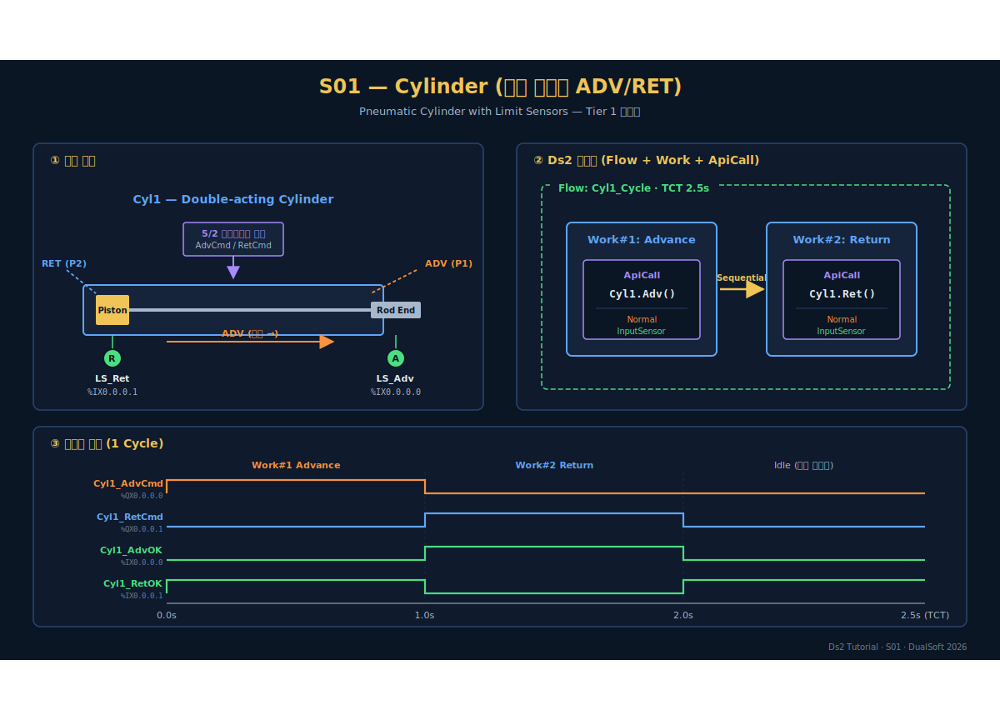 S01 — Cylinder ( ADV/RET)
Pneumatic Cylinder with Limit Sensors — Tier 1
①
Cyl1 — Double-acting Cylinder
5/2
AdvCmd / RetCmd
RET (P2)
ADV (P1)
Piston
Rod End
ADV ( →)
R
A
LS_Ret
LS_Adv
%IX0.0.0.1
%IX0.0.0.0
② Ds2 (Flow + Work + ApiCall)
Flow: Cyl1_Cycle · TCT 2.5s
Work#1: Advance
ApiCall
Cyl1.Adv()
Normal
InputSensor
Sequential
Work#2: Return
ApiCall
Cyl1.Ret()
Normal
InputSensor
③ (1 Cycle)
Work#1 Advance
Work#2 Return
Idle ( )
Cyl1_AdvCmd
%QX0.0.0.0
Cyl1_RetCmd
%QX0.0.0.1
Cyl1_AdvOK
%IX0.0.0.0
Cyl1_RetOK
%IX0.0.0.1
0.0s
1.0s
2.0s
2.5s (TCT)
Ds2 Tutorial · S01 · DualSoft 2026